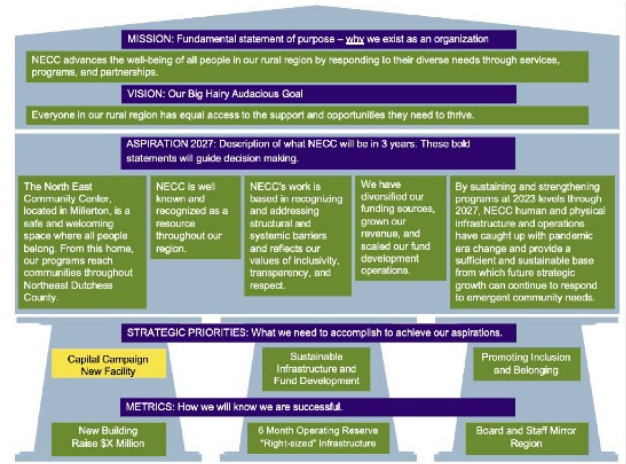 MISSION: Fundamental statement of purpose – why we exist as an organization
NECC advances the well-being of all people in our rural region by responding to their diverse needs through services,
programs, and partnerships.
VISION: Our Big Hairy Audacious Goal
Everyone in our rural region has equal access to the support and opportunities they need to thrive.
ASPIRATION 2027: Description of what NECC will be in 3 years. These bold
statements will guide decision making.
The North East
Community Center,
located in Millerton, is a
safe and welcoming
space where all people
belong. From this home,
our programs reach
communities throughout
Northeast Dutchess
County.
NECC is well
known and
recognized as a
resource
throughout our
region.
NECC's work is
based in recognizing
and addressing
structural and
systemic barriers
and reflects our
values of inclusivity,
transparency, and
respect.
We have
diversified our
funding sources,
grown our
revenue, and
scaled our fund
development
operations.
By sustaining and strengthening
programs at 2023 levels through
2027, NECC human and physical
infrastructure and operations
have caught up with pandemic
era change and provide a
sufficient and sustainable base
from which future strategic
growth can continue to respond
to emergent community needs.
STRATEGIC PRIORITIES: What we need to accomplish to achieve our aspirations.
Capital Campaign
New Facility
Sustainable
Infrastructure and
Fund Development
Promoting Inclusion
and Belonging
METRICS: How we will know we are successful.
New Building
Raise $X Million
6 Month Operating Reserve
"Right-sized" Infrastructure
Board and Staff Mirror
Region